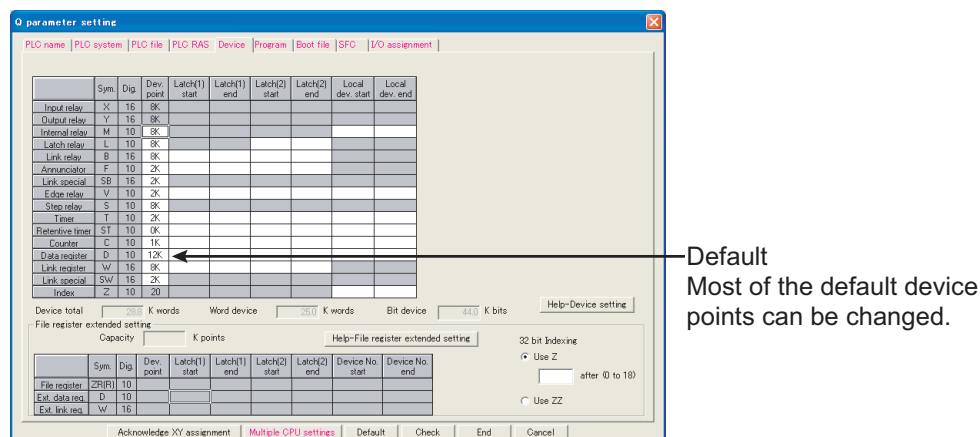 Q parameter setting
PLC name PLC system PLC file PLC RAS Device Program Boot file SFC I/O assignment
Sym. Dig. Dev. point Latch(1) start Latch(1) end Latch(2) start Latch(2) end Local dev. start Local dev. end
Input relay X 16 8K
Output relay Y 16 8K
Internal relay M 10 8K
Latch relay L 10 8K
Link relay B 16 8K
Annunciator F 10 2K
Link special SB 16 2K
Edge relay V 10 2K
Step relay S 10 8K
Timer T 10 2K
Retentive timer ST 10 0K
Counter C 10 1K
Data register D 10 12K
Link register W 16 8K
Link special SW 16 2K
Index Z 10 20
Default
Most of the default device
points can be changed.
Device total 28.8 K words Word device 25.0 K words Bit device 44.0 K bits Help-Device setting
File register extended setting
Capacity K points Help-File register extended setting
32 bit Indexing
Use Z
after (0 to 18)
Use ZZ
Sym. Dig. Dev. point Latch(1) start Latch(1) end Latch(2) start Latch(2) end Device No. start Device No. end
File register ZR(R) 10
Ext. data reg. D 10
Ext. link reg. W 16
Acknowledge XY assignment Multiple CPU settings Default Check End Cancel